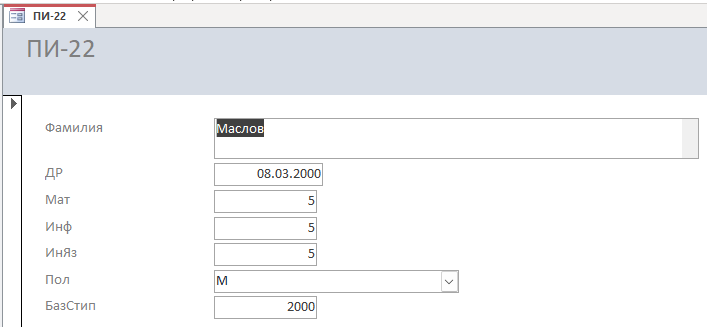 ПИ-22
ПИ-22
Фамилия Маслов
ДР 08.03.2000
Мат 5
Инф 5
ИнЯз 5
Пол М
БазСтип 2000